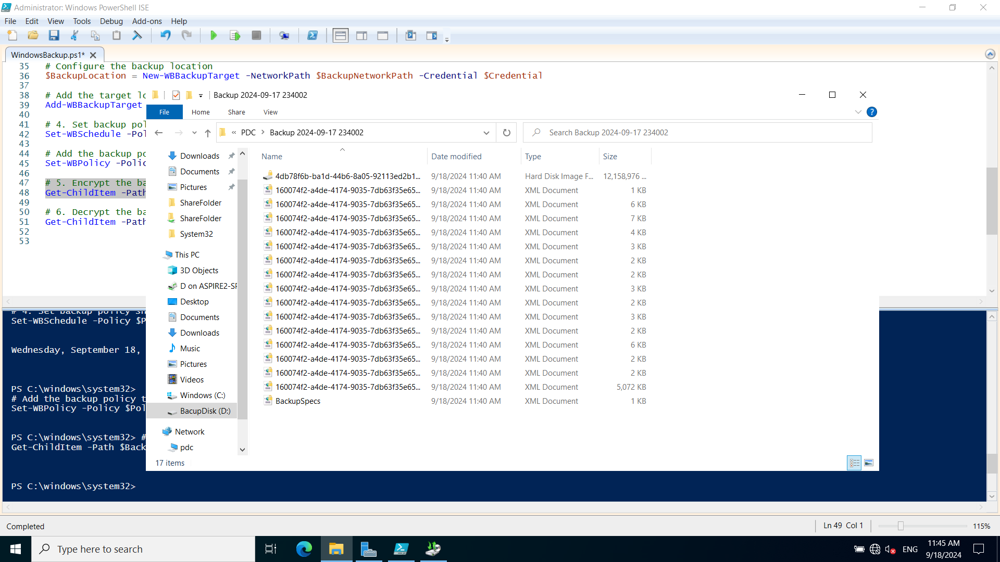 Administrator: Windows PowerShell ISE
File Edit View Tools Debug Add-ons Help
WindowsBackup.ps1*
35 # Configure the backup location
36 $BackupLocation = New-WBBackupTarget -NetworkPath $BackupNetworkPath -Credential $Credential
37
38 # Add the target lo
39 Add-WBBackupTarget
40
41 # 4. Set backup pol
42 Set-WBSchedule -Pol
43
44 # Add the backup po
45 Set-WBPolicy -Polic
46
47 # 5. Encrypt the ba
48 Get-ChildItem -Path
49
50 # 6. Decrypt the ba
51 Get-ChildItem -Path
52
53
Backup 2024-09-17 234002
File Home Share View
« PDC > Backup 2024-09-17 234002
Search Backup 2024-09-17 234002
Downloads
Documents
Pictures
ShareFolder
ShareFolder
System32
This PC
3D Objects
D on ASPIRE2-SF
Desktop
Documents
Downloads
Music
Pictures
Videos
Windows (C:)
BacupDisk (D:)
Network
pdc
Name Date modified Type Size
4db78f6b-ba1d-44b6-8a05-92113ed2b1... 9/18/2024 11:40 AM Hard Disk Image F... 12,158,976 ...
160074f2-a4de-4174-9035-7db63f35e65... 9/18/2024 11:40 AM XML Document 1 KB
160074f2-a4de-4174-9035-7db63f35e65... 9/18/2024 11:40 AM XML Document 6 KB
160074f2-a4de-4174-9035-7db63f35e65... 9/18/2024 11:40 AM XML Document 7 KB
160074f2-a4de-4174-9035-7db63f35e65... 9/18/2024 11:40 AM XML Document 4 KB
160074f2-a4de-4174-9035-7db63f35e65... 9/18/2024 11:40 AM XML Document 3 KB
160074f2-a4de-4174-9035-7db63f35e65... 9/18/2024 11:40 AM XML Document 2 KB
160074f2-a4de-4174-9035-7db63f35e65... 9/18/2024 11:40 AM XML Document 2 KB
160074f2-a4de-4174-9035-7db63f35e65... 9/18/2024 11:40 AM XML Document 3 KB
160074f2-a4de-4174-9035-7db63f35e65... 9/18/2024 11:40 AM XML Document 2 KB
160074f2-a4de-4174-9035-7db63f35e65... 9/18/2024 11:40 AM XML Document 3 KB
160074f2-a4de-4174-9035-7db63f35e65... 9/18/2024 11:40 AM XML Document 2 KB
160074f2-a4de-4174-9035-7db63f35e65... 9/18/2024 11:40 AM XML Document 6 KB
160074f2-a4de-4174-9035-7db63f35e65... 9/18/2024 11:40 AM XML Document 2 KB
160074f2-a4de-4174-9035-7db63f35e65... 9/18/2024 11:40 AM XML Document 2 KB
160074f2-a4de-4174-9035-7db63f35e65... 9/18/2024 11:40 AM XML Document 5,072 KB
BackupSpecs 9/18/2024 11:40 AM XML Document 1 KB
17 items
# 4. Set backup policy sh
Set-WBSchedule -Policy $P
Wednesday, September 18,
PS C:\windows\system32>
# Add the backup policy t
Set-WBPolicy -Policy $Pol
PS C:\windows\system32> #
Get-ChildItem -Path $Back
PS C:\windows\system32>
Completed
Ln 49 Col 1
115%
Type here to search
ENG
11:45 AM
9/18/2024